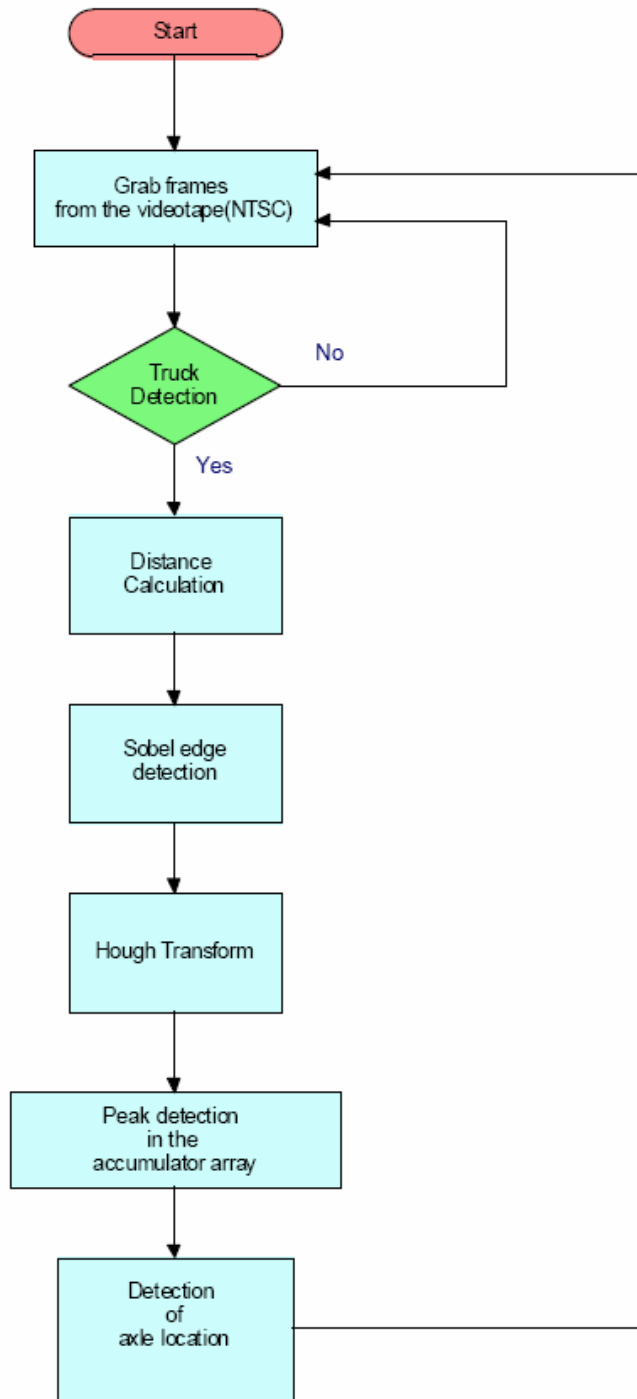 Start
Grab frames
from the videotape(NTSC)
Truck
Detection
No
Yes
Distance
Calculation
Sobel edge
detection
Hough Transform
Peak detection
in the
accumulator array
Detection
of
axle location